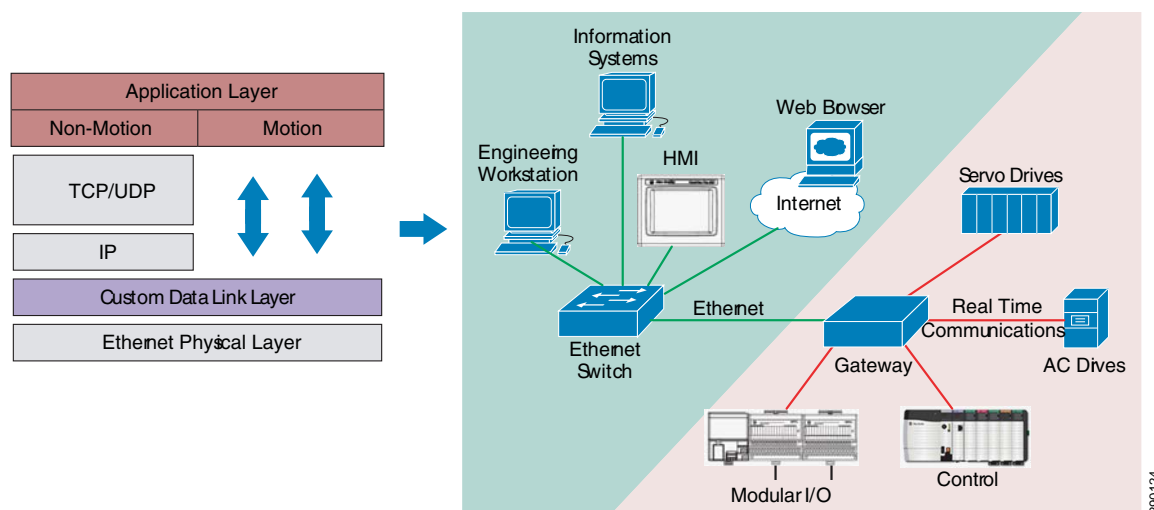 Application Layer
Non-Motion
Motion
TCP/UDP
IP
Custom Data Link Layer
Ethernet Physical Layer
Information
Systems
Web Browser
Engineering
Workstation
HMI
Internet
Servo Drives
Ethernet
Ethernet
Switch
Real Time
Communications
Gateway
AC Dives
Modular I/O
Control